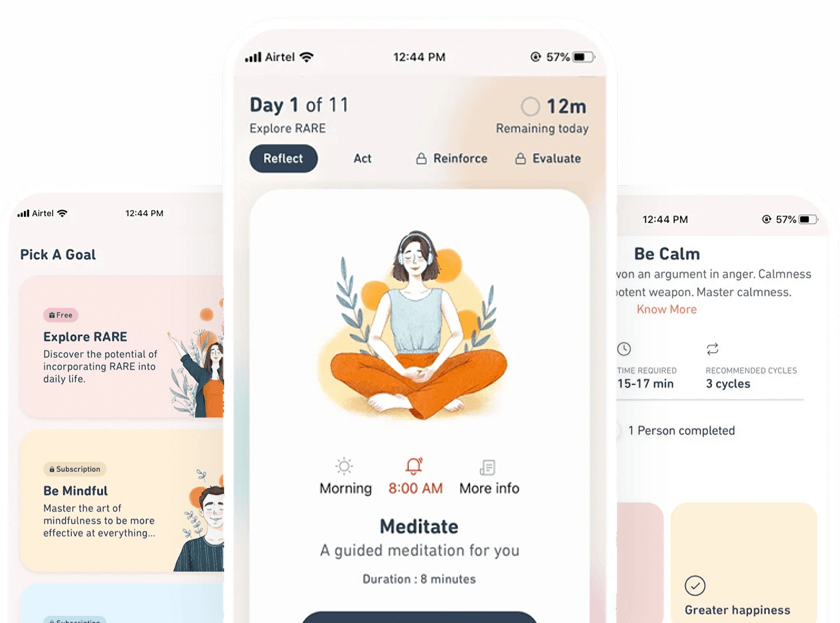 Airtel 12:44 PM 57%
Day 1 of 11
12m
Explore RARE
Remaining today
Reflect Act Reinforce Evaluate
Morning 8:00 AM More info
Meditate
A guided meditation for you
Duration : 8 minutes
Airtel 12:44 PM
Pick A Goal
Free
Explore RARE
Discover the potential of
incorporating RARE into
daily life.
Subscription
Be Mindful
Master the art of
mindfulness to be more
effective at everything...
Subscription
12:44 PM 57%
Be Calm
won an argument in anger. Calmness
potent weapon. Master calmness.
Know More
TIME REQUIRED RECOMMENDED CYCLES
15-17 min 3 cycles
1 Person completed
Greater happiness